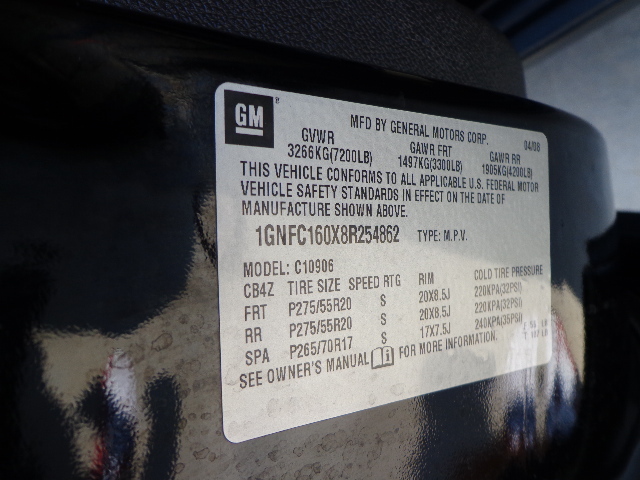 GM
MFD BY GENERAL MOTORS CORP. 04/08
GVWR GAWR FRT GAWR RR
3266KG(7200LB) 1497KG(3300LB) 1905KG(4200LB)
THIS VEHICLE CONFORMS TO ALL APPLICABLE U.S. FEDERAL MOTOR
VEHICLE SAFETY STANDARDS IN EFFECT ON THE DATE OF
MANUFACTURE SHOWN ABOVE.
1GNFC160X8R254862 TYPE: M.P.V.
MODEL: C10906
CB4Z TIRE SIZE SPEED RTG RIM COLD TIRE PRESSURE
FRT P275/55R20 S 20X8.5J 220KPA(32PSI)
RR P275/55R20 S 20X8.5J 220KPA(32PSI)
SPA P265/70R17 S 17X7.5J 240KPA(35PSI)
SEE OWNER'S MANUAL FOR MORE INFORMATION.